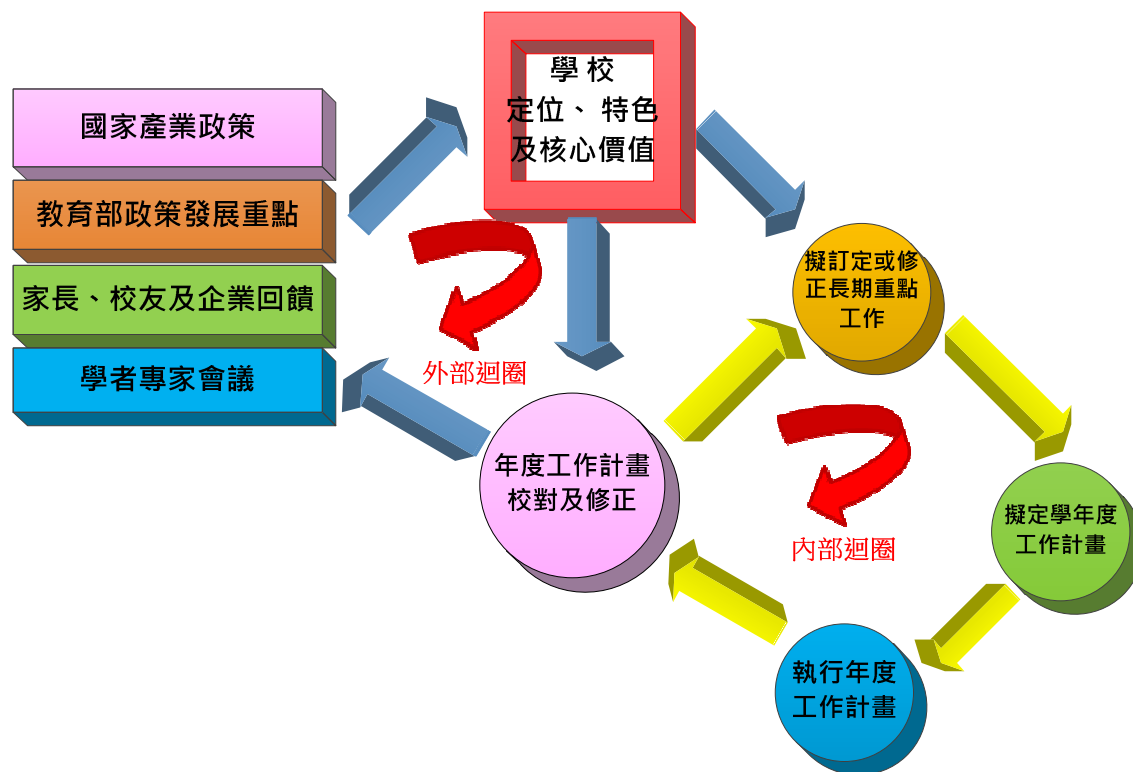 學 校
定位、 特色
及核心價值
國家產業政策
教育部政策發展重點
家長、校友及企業回饋
學者專家會議
外部迴圈
擬訂定或修
正長期重點
工作
年度工作計畫
校對及修正
內部迴圈
擬定學年度
工作計畫
執行年度
工作計畫